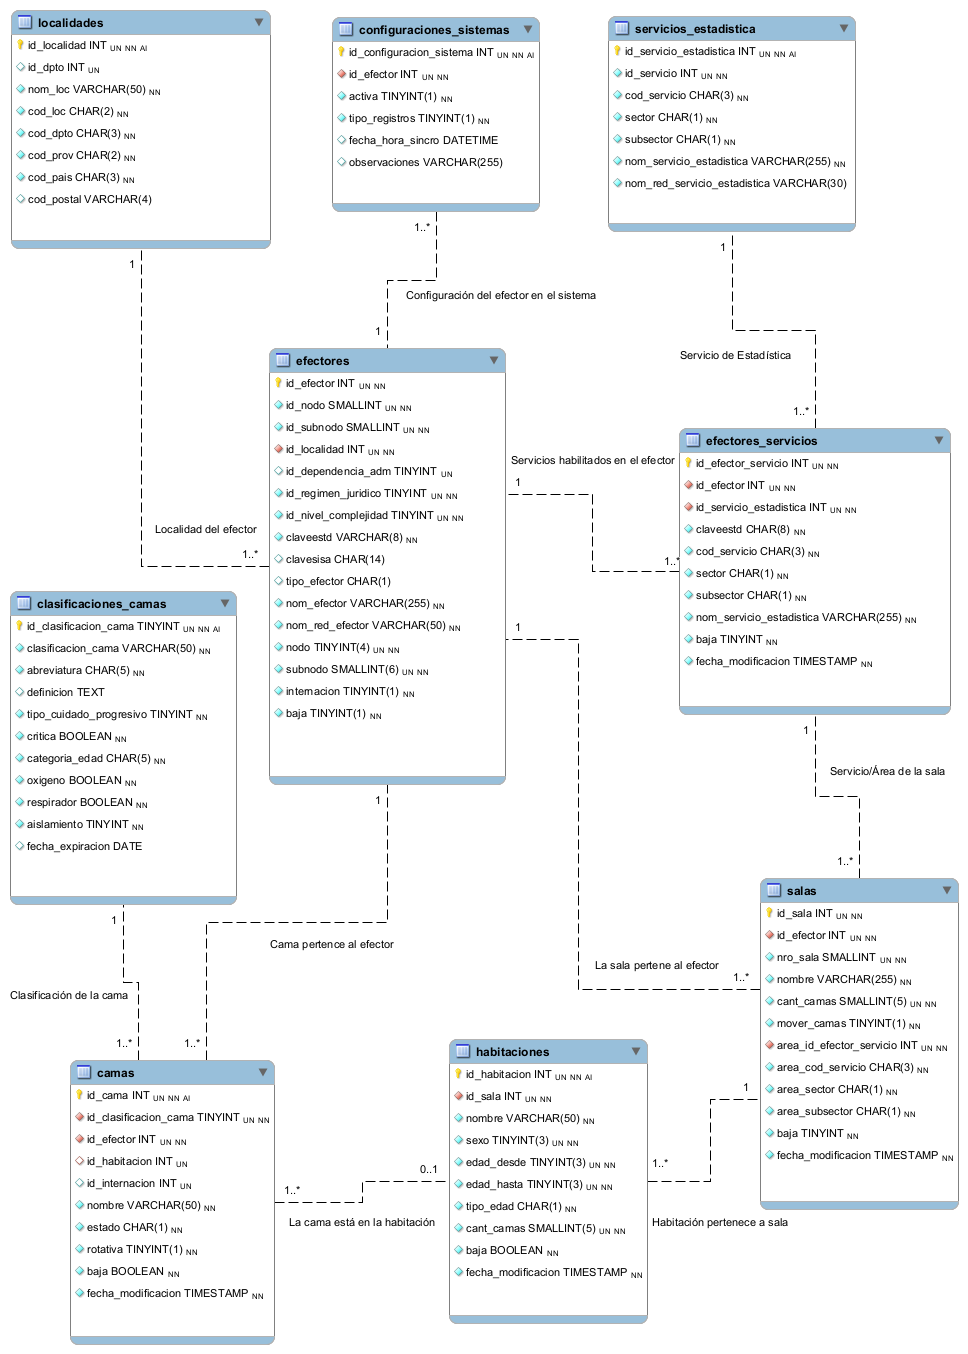 localidades
id_localidad INT UN NN AI
id_dpto INT UN
nom_loc VARCHAR(50) NN
cod_loc CHAR(2) NN
cod_dpto CHAR(3) NN
cod_prov CHAR(2) NN
cod_pais CHAR(3) NN
cod_postal VARCHAR(4)
configuraciones_sistemas
id_configuracion_sistema INT UN NN AI
id_efector INT UN NN
activa TINYINT(1) NN
tipo_registros TINYINT(1) NN
fecha_hora_sincro DATETIME
observaciones VARCHAR(255)
servicios_estadistica
id_servicio_estadistica INT UN NN AI
id_servicio INT UN NN
cod_servicio CHAR(3) NN
sector CHAR(1) NN
subsector CHAR(1) NN
nom_servicio_estadistica VARCHAR(255) NN
nom_red_servicio_estadistica VARCHAR(30)
1
1..*
1
Configuración del efector en el sistema
1
Servicio de Estadística
1..*
efectores
id_efector INT UN NN
id_nodo SMALLINT UN NN
id_subnodo SMALLINT UN NN
id_localidad INT UN NN
id_dependencia_adm TINYINT UN
id_regimen_juridico TINYINT UN NN
id_nivel_complejidad TINYINT UN NN
claveestd VARCHAR(8) NN
clavesisa CHAR(14)
tipo_efector CHAR(1)
nom_efector VARCHAR(255) NN
nom_red_efector VARCHAR(50) NN
nodo TINYINT(4) UN NN
subnodo SMALLINT(6) UN NN
internacion TINYINT(1) NN
baja TINYINT(1) NN
Servicios habilitados en el efector
1
1..*
efectores_servicios
id_efector_servicio INT UN NN
id_efector INT UN NN
id_servicio_estadistica INT UN NN
claveestd CHAR(8) NN
cod_servicio CHAR(3) NN
sector CHAR(1) NN
subsector CHAR(1) NN
nom_servicio_estadistica VARCHAR(255) NN
baja TINYINT NN
fecha_modificacion TIMESTAMP NN
Localidad del efector
1..*
clasificaciones_camas
id_clasificacion_cama TINYINT UN NN AI
clasificacion_cama VARCHAR(50) NN
abreviatura CHAR(5) NN
definicion TEXT
tipo_cuidado_progresivo TINYINT NN
critica BOOLEAN NN
categoria_edad CHAR(5) NN
oxigeno BOOLEAN NN
respirador BOOLEAN NN
aislamiento TINYINT NN
fecha_expiracion DATE
1
1
Servicio/Área de la sala
1..*
1
Cama pertence al efector
1
La sala pertene al efector
1..*
Clasificación de la cama
1..*
1..*
salas
id_sala INT UN NN
id_efector INT UN NN
nro_sala SMALLINT UN NN
nombre VARCHAR(255) NN
cant_camas SMALLINT(5) UN NN
mover_camas TINYINT(1) NN
area_id_efector_servicio INT UN NN
area_cod_servicio CHAR(3) NN
area_sector CHAR(1) NN
area_subsector CHAR(1) NN
baja TINYINT NN
fecha_modificacion TIMESTAMP NN
camas
id_cama INT UN NN AI
id_clasificacion_cama TINYINT UN NN
id_efector INT UN NN
id_habitacion INT UN
id_internacion INT UN
nombre VARCHAR(50) NN
estado CHAR(1) NN
rotativa TINYINT(1) NN
baja BOOLEAN NN
fecha_modificacion TIMESTAMP NN
0..1
1..*
La cama está en la habitación
habitaciones
id_habitacion INT UN NN AI
id_sala INT UN NN
nombre VARCHAR(50) NN
sexo TINYINT(3) UN NN
edad_desde TINYINT(3) UN NN
edad_hasta TINYINT(3) UN NN
tipo_edad CHAR(1) NN
cant_camas SMALLINT(5) UN NN
baja BOOLEAN NN
fecha_modificacion TIMESTAMP NN
1
1..*
Habitación pertenece a sala